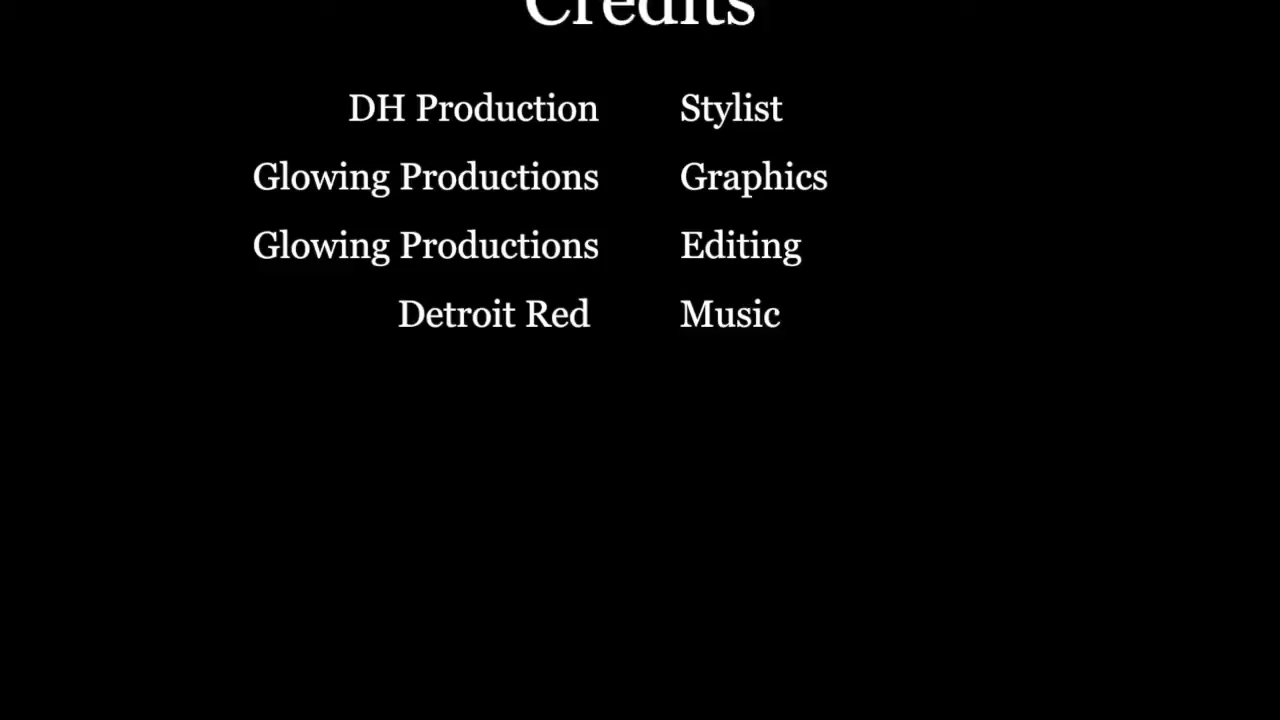 Credits
DH Production Stylist
Glowing Productions Graphics
Glowing Productions Editing
Detroit Red Music